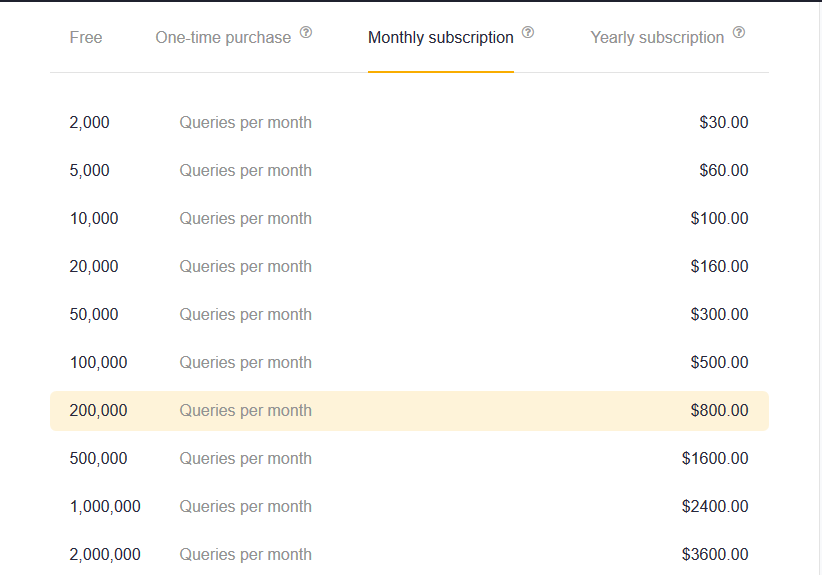 Free One-time purchase ? Monthly subscription ? Yearly subscription ?
2,000 Queries per month $30.00
5,000 Queries per month $60.00
10,000 Queries per month $100.00
20,000 Queries per month $160.00
50,000 Queries per month $300.00
100,000 Queries per month $500.00
200,000 Queries per month $800.00
500,000 Queries per month $1600.00
1,000,000 Queries per month $2400.00
2,000,000 Queries per month $3600.00